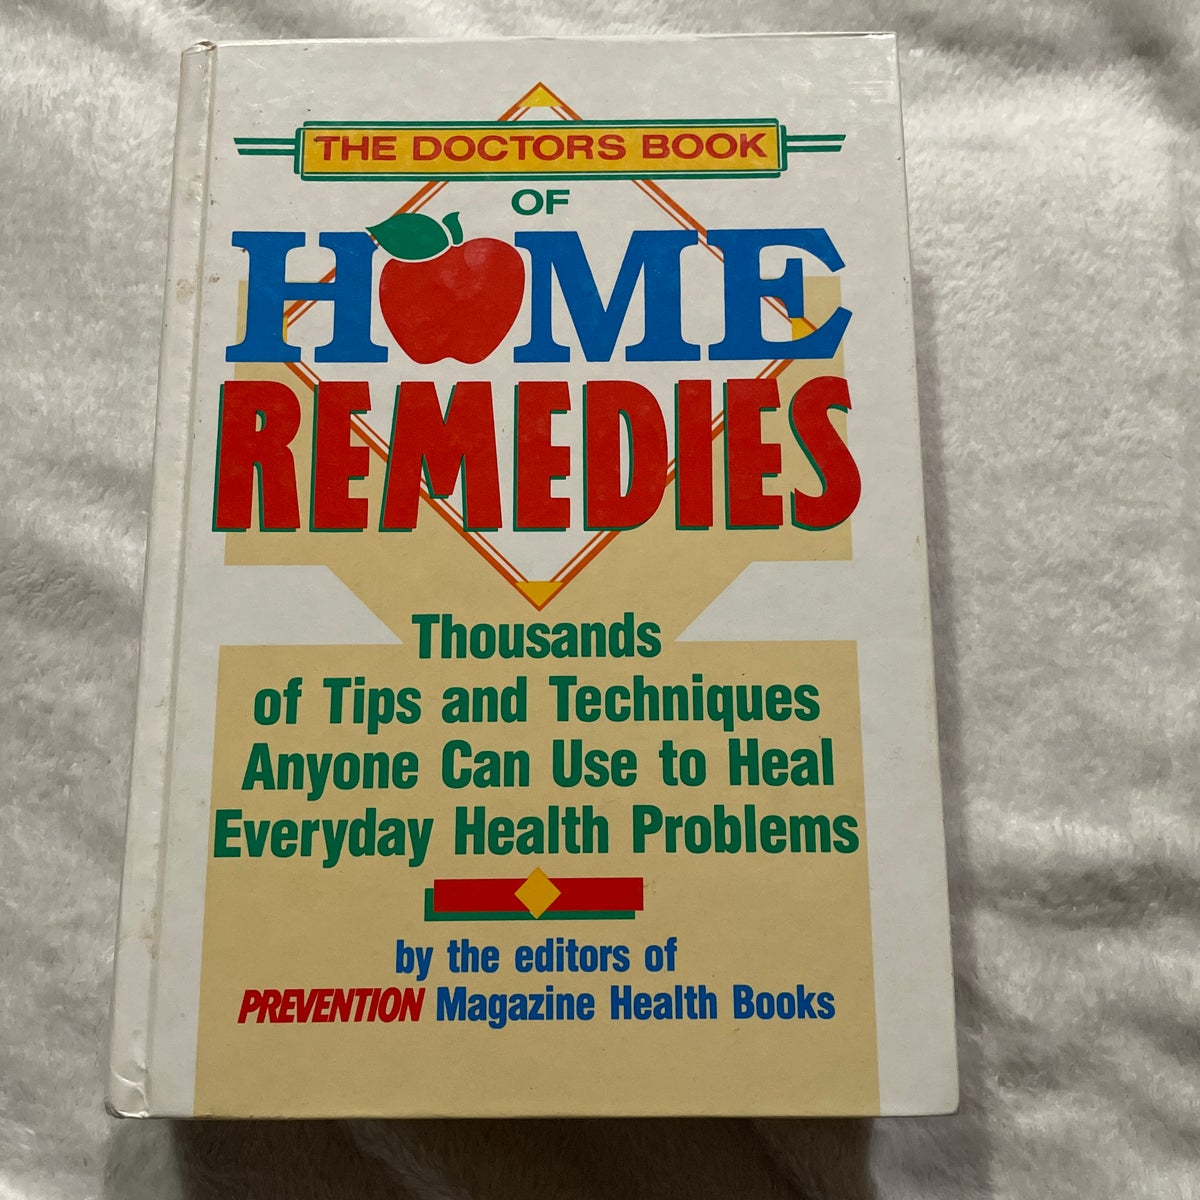 THE DOCTORS BOOK
OF
HOME
REMEDIES
Thousands
of Tips and Techniques
Anyone Can Use to Heal
Everyday Health Problems
by the editors of
PREVENTION Magazine Health Books